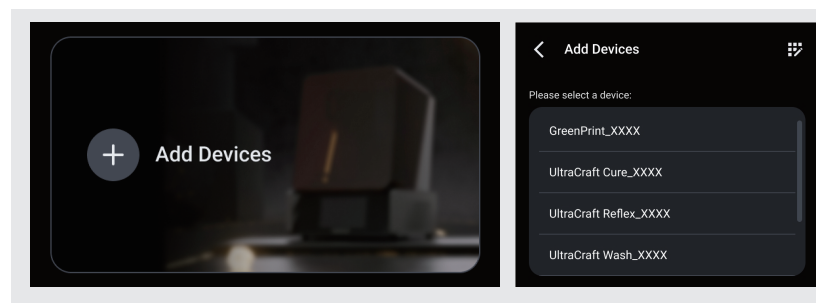 Add Devices
Add Devices
Please select a device:
GreenPrint_XXXX
UltraCraft Cure_XXXX
UltraCraft Reflex_XXXX
UltraCraft Wash_XXXX